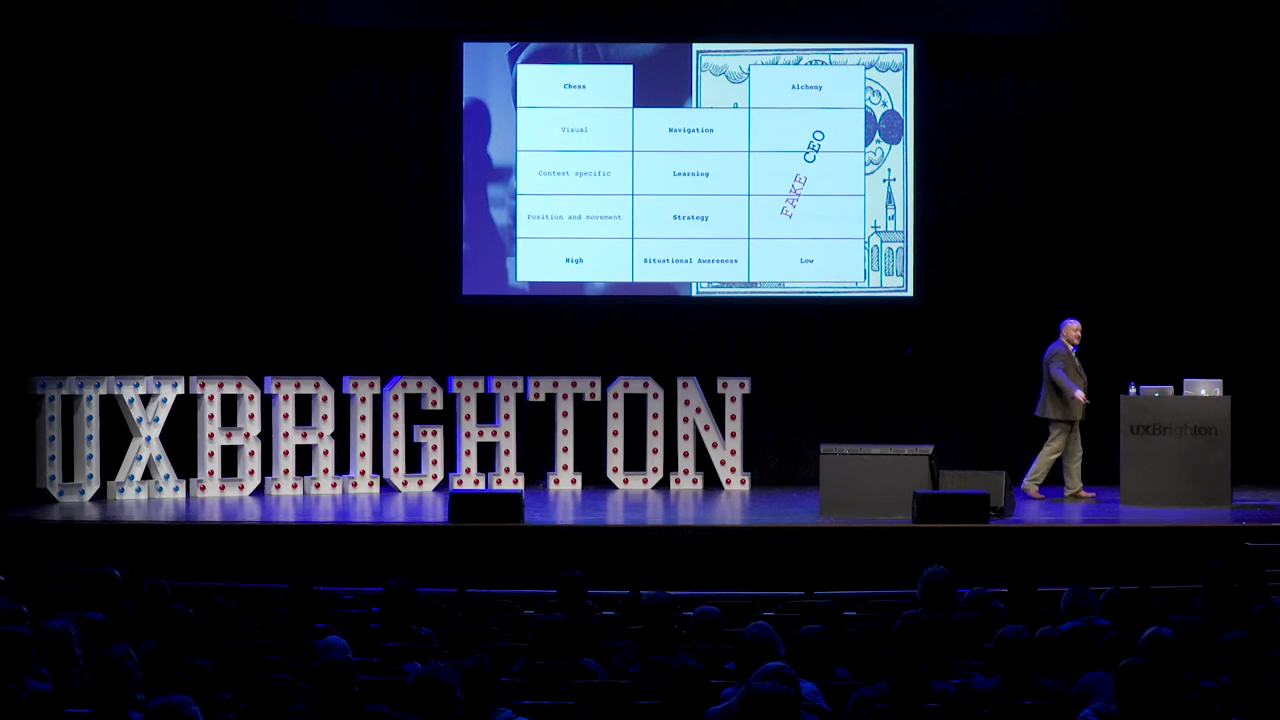 Chess
Alchemy
Visual
Navigation
Context specific
Learning
Position and movement
Strategy
FAKE CEO
High
Situational Awareness
Low
UXBRIGHTON
uxBrighton